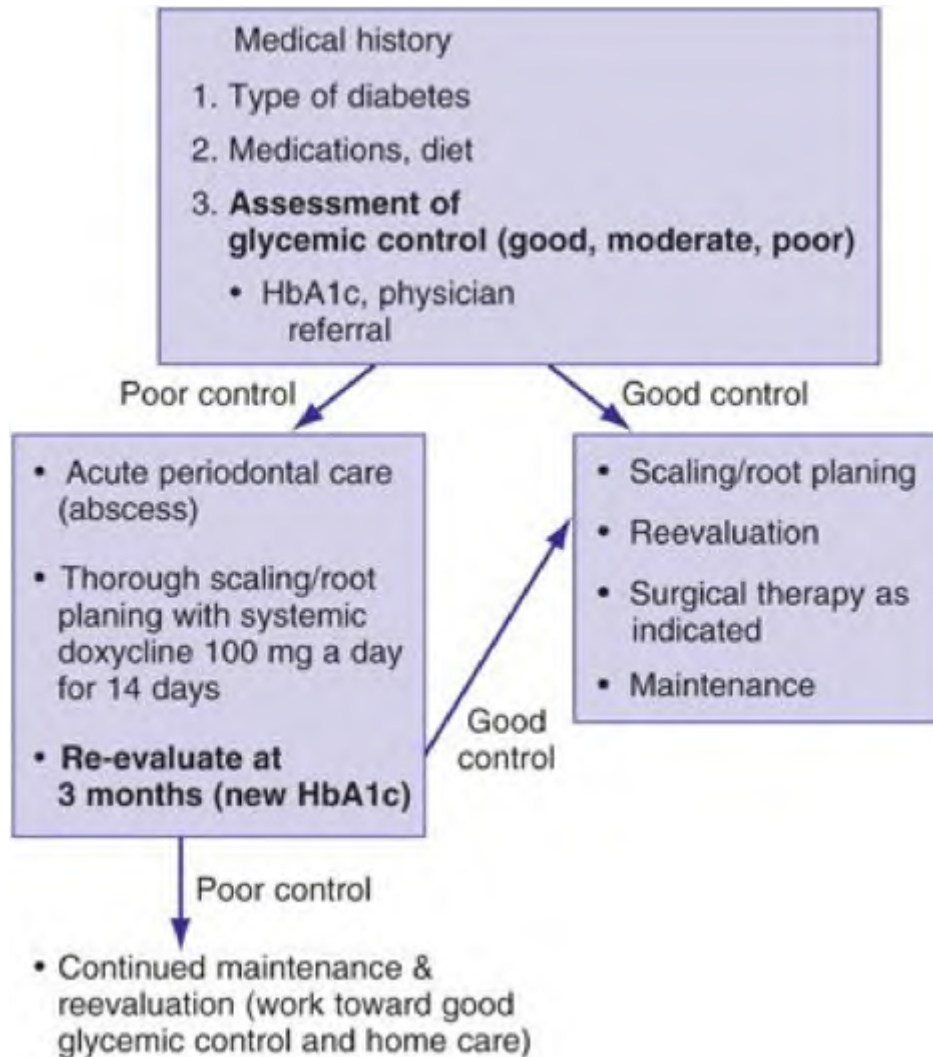 Medical history
1. Type of diabetes
2. Medications, diet
3. Assessment of
glycemic control (good, moderate, poor)
• HbA1c, physician
referral
Poor control
Good control
• Acute periodontal care
(abscess)
• Thorough scaling/root
planing with systemic
doxycline 100 mg a day
for 14 days
• Re-evaluate at
3 months (new HbA1c)
Good
control
• Scaling/root planing
• Reevaluation
• Surgical therapy as
indicated
• Maintenance
Poor control
• Continued maintenance &
reevaluation (work toward good
glycemic control and home care)